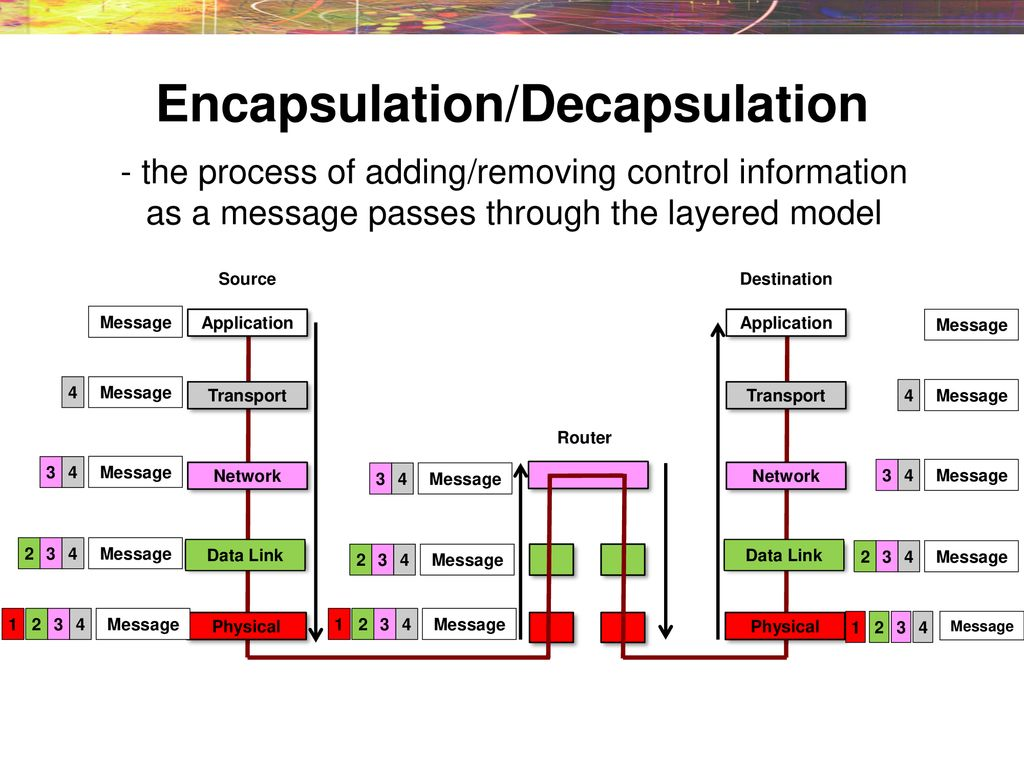 Encapsulation/Decapsulation
- the process of adding/removing control information
as a message passes through the layered model
Source Destination
Message Application Application Message
4 Message Transport Transport 4 Message
Router
3 4 Message Network 3 4 Message Network 3 4 Message
2 3 4 Message Data Link 2 3 4 Message Data Link 2 3 4 Message
1 2 3 4 Message Physical 1 2 3 4 Message Physical 1 2 3 4 Message